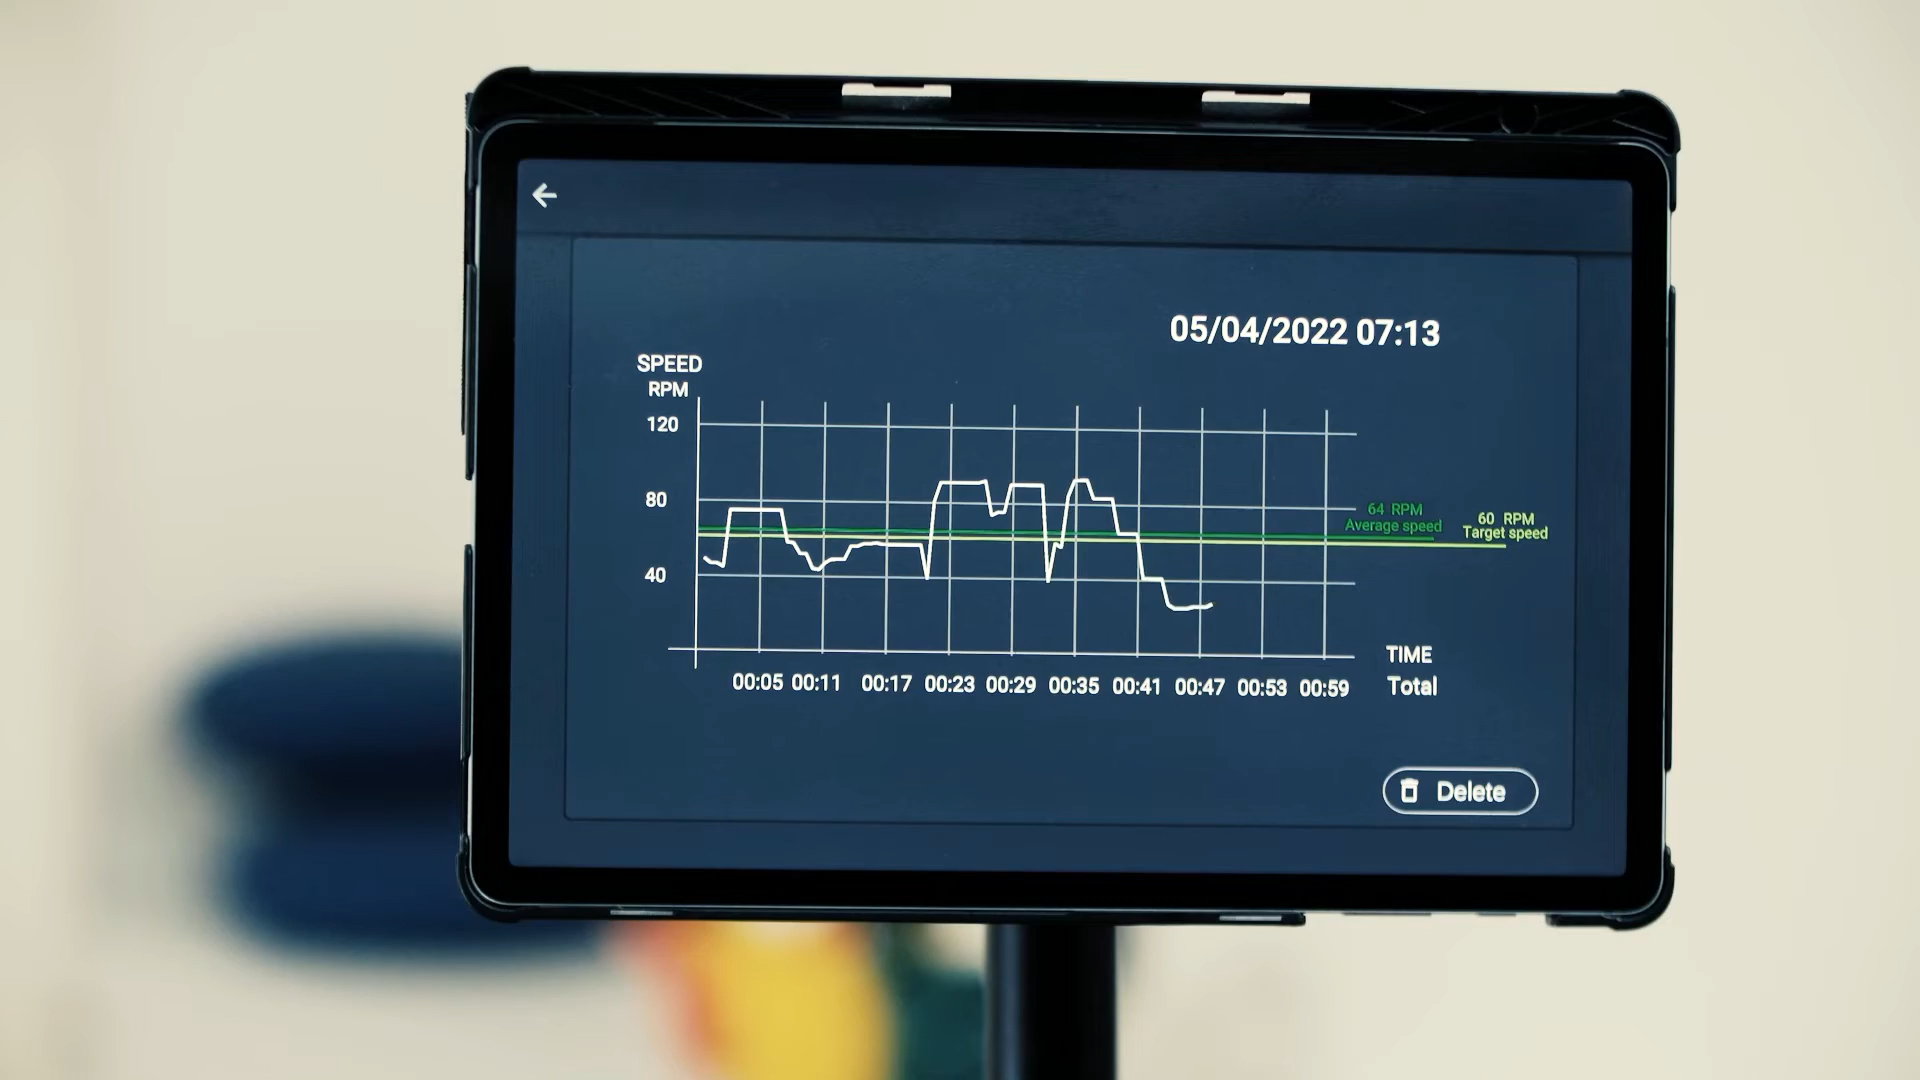 05/04/2022 07:13
SPEED
RPM
120
80
40
64 RPM
Average speed
60 RPM
Target speed
00:05 00:11 00:17 00:23 00:29 00:35 00:41 00:47 00:53 00:59
TIME
Total
Delete